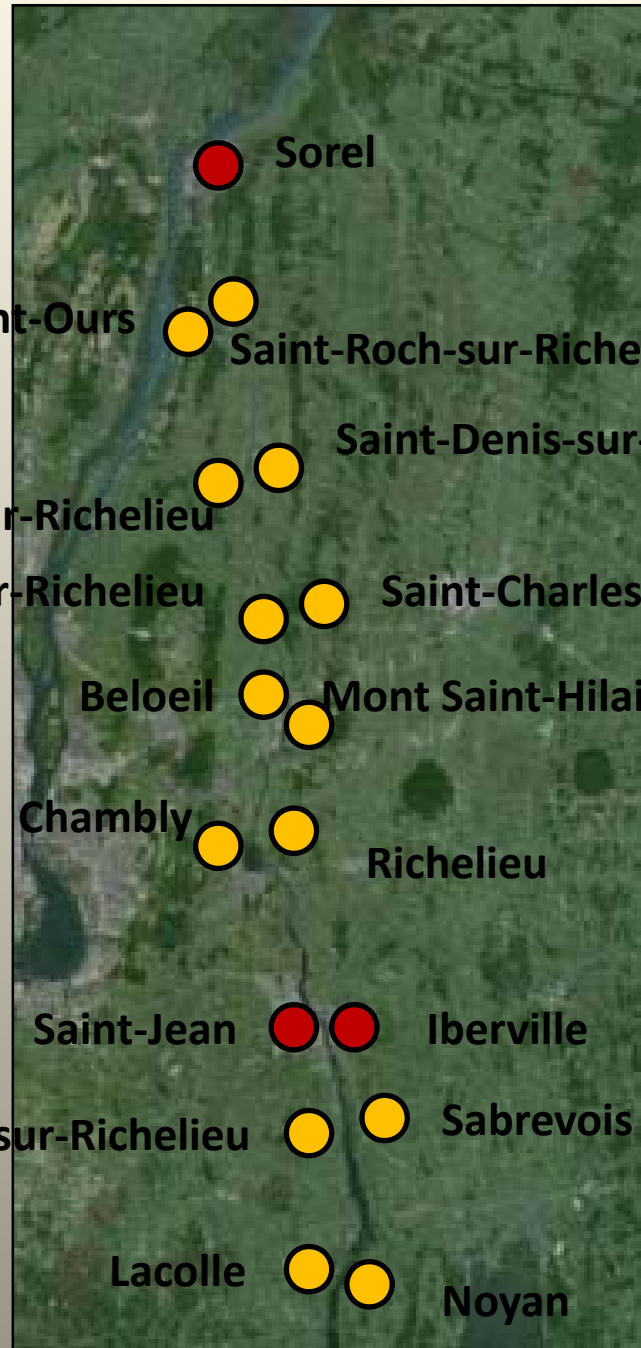 Sorel
nt-Ours
Saint-Roch-sur-Riche
Saint-Denis-sur-
r-Richelieu
r-Richelieu
Saint-Charles
Beloeil
Mont Saint-Hilai
Chambly
Richelieu
Saint-Jean
Iberville
Sabrevois
sur-Richelieu
Lacolle
Noyan